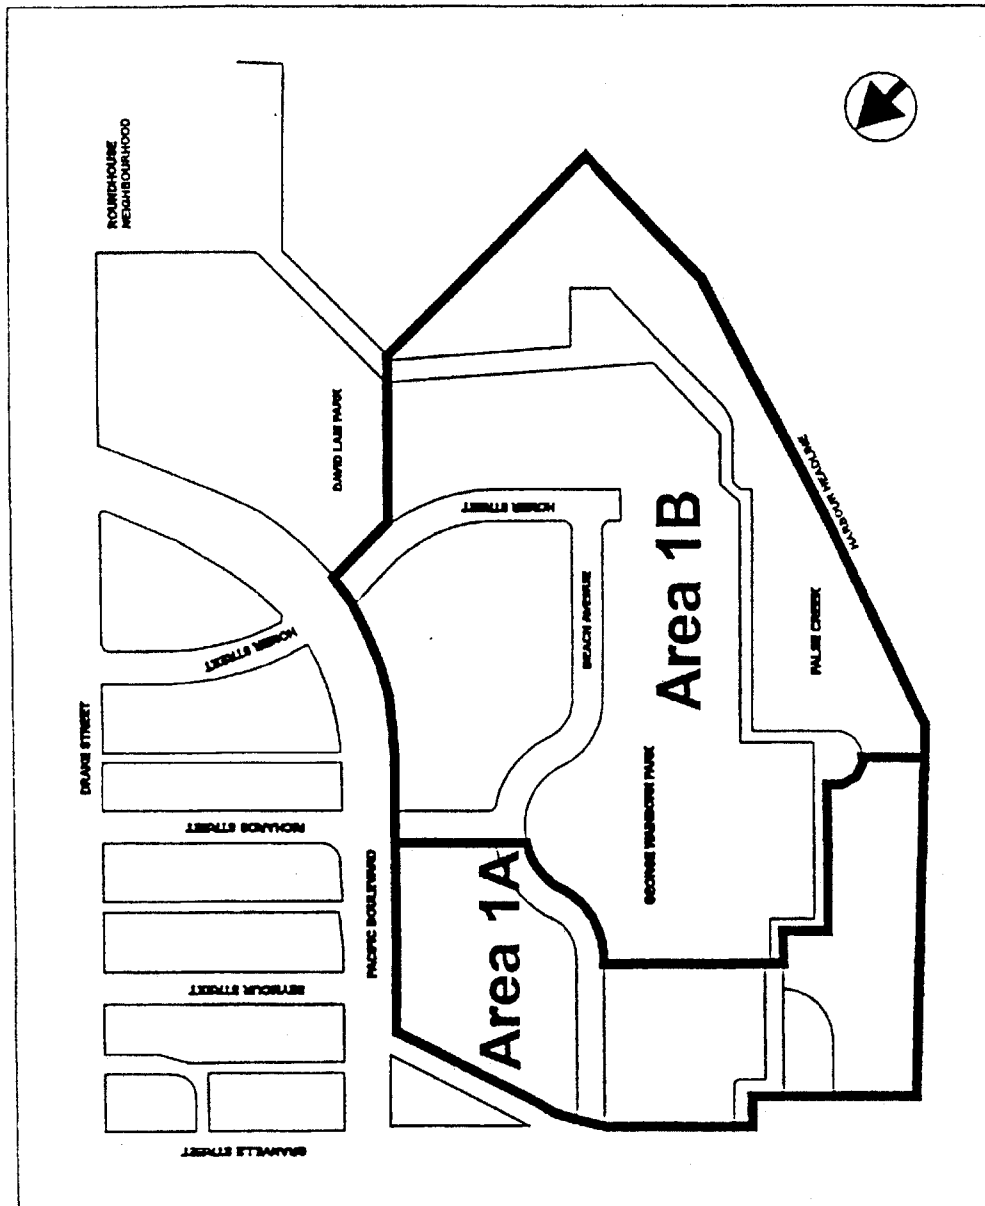 ROUNDHOUSE
NEIGHBOURHOOD
DAVID LAM PARK
HOMER STREET
HARBOUR HEADLINE
BEACH AVENUE
Area 1B
FALSE CREEK
HOMER STREET
DRAKE STREET
RICHARDS STREET
GEORGE WAINBORN PARK
PACIFIC BOULEVARD
Area 1A
SEYMOUR STREET
GRANVILLE STREET